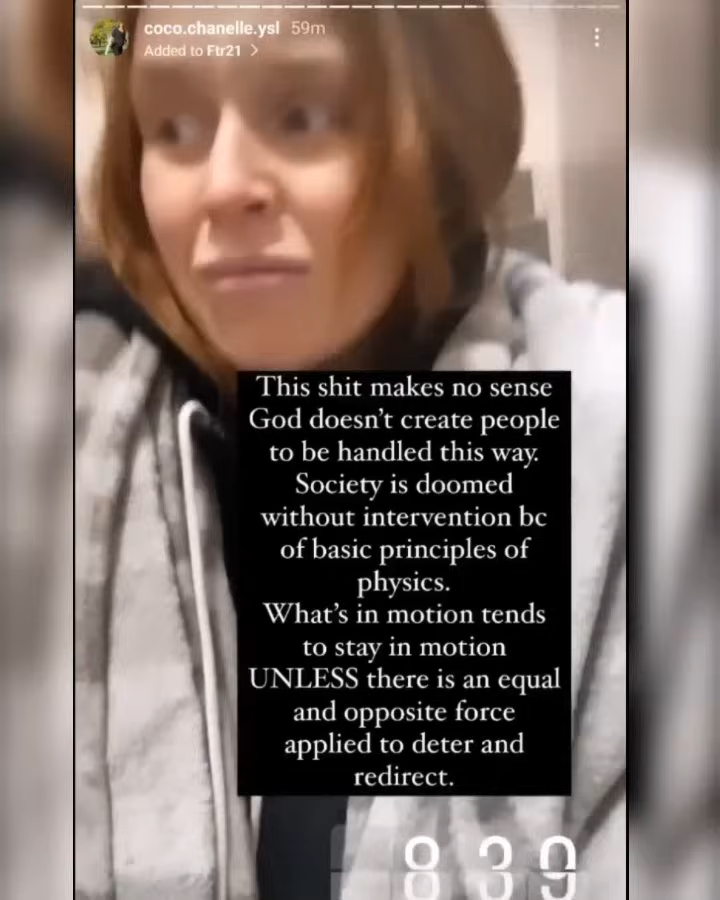 coco.chanelle.ysl 59m
Added to Ftr21 >
This shit makes no sense
God doesn't create people
to be handled this way.
Society is doomed
without intervention bc
of basic principles of
physics.
What's in motion tends
to stay in motion
UNLESS there is an equal
and opposite force
applied to deter and
redirect.
8 39